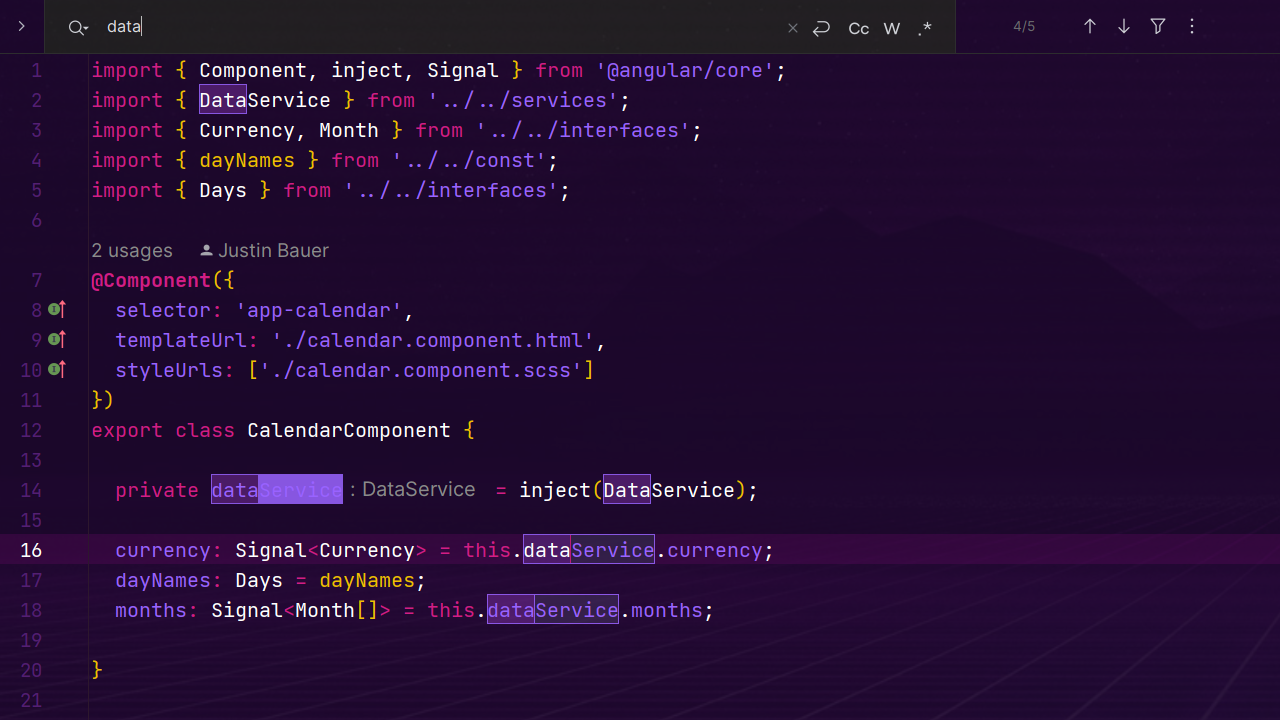 data Cc W .* 4/5
1 import { Component, inject, Signal } from '@angular/core';
2 import { DataService } from '../../services';
3 import { Currency, Month } from '../../interfaces';
4 import { dayNames } from '../../const';
5 import { Days } from '../../interfaces';
6
2 usages Justin Bauer
7 @Component({
8 selector: 'app-calendar',
9 templateUrl: './calendar.component.html',
10 styleUrls: ['./calendar.component.scss']
11 })
12 export class CalendarComponent {
13
14 private dataService : DataService = inject(DataService);
15
16 currency: Signal<Currency> = this.dataService.currency;
17 dayNames: Days = dayNames;
18 months: Signal<Month[]> = this.dataService.months;
19
20 }
21